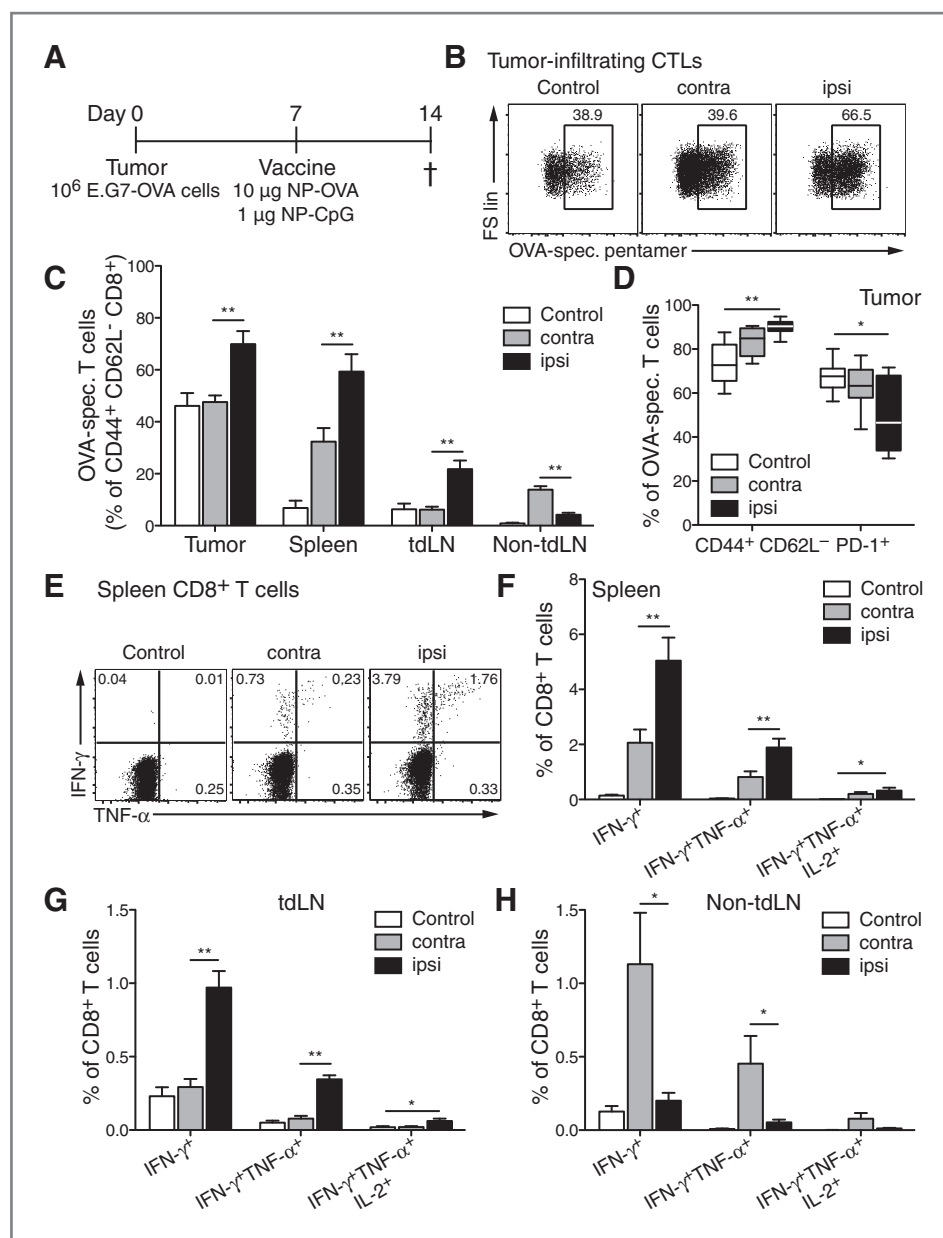 A
Day 0 7 14
Tumor Vaccine †
10⁶ E.G7-OVA cells 10 µg NP-OVA
1 µg NP-CpG
B Tumor-infiltrating CTLs
Control contra ipsi
38.9 39.6 66.5
FS lin
OVA-spec. pentamer
C
OVA-spec. T cells
(% of CD44⁺ CD62L⁻ CD8⁺)
100
80
60
40
20
0
** ** ** **
Control
contra
ipsi
Tumor Spleen tdLN Non-tdLN
D Tumor
% of OVA-spec. T cells
100
80
60
40
20
0
** *
Control
contra
ipsi
CD44⁺ CD62L⁻ PD-1⁺
E Spleen CD8⁺ T cells
Control contra ipsi
0.04 0.01 0.73 0,23 3.79 1.76
0.25 0.35 0.33
IFN-γ
TNF-α
F Spleen
% of CD8⁺ T cells
8
6
4
2
0
** ** *
Control
contra
ipsi
IFN-γ⁺ IFN-γ⁺TNF-α⁺ IFN-γ⁺TNF-α⁺
IL-2⁺
G tdLN
% of CD8⁺ T cells
1.5
1.0
0.5
0.0
** ** *
Control
contra
ipsi
IFN-γ⁺ IFN-γ⁺TNF-α⁺ IFN-γ⁺TNF-α⁺
IL-2⁺
H Non-tdLN
% of CD8⁺ T cells
1.5
1.0
0.5
0.0
* *
Control
contra
ipsi
IFN-γ⁺ IFN-γ⁺TNF-α⁺ IFN-γ⁺TNF-α⁺
IL-2⁺